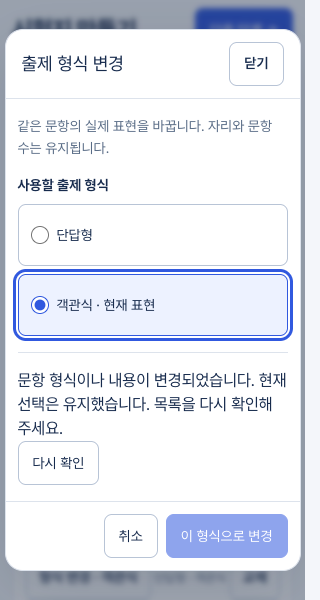 출제 형식 변경
닫기
같은 문항의 실제 표현을 바꿉니다. 자리와 문항
수는 유지됩니다.
사용할 출제 형식
단답형
객관식 · 현재 표현
문항 형식이나 내용이 변경되었습니다. 현재
선택은 유지했습니다. 목록을 다시 확인해
주세요.
다시 확인
취소
이 형식으로 변경